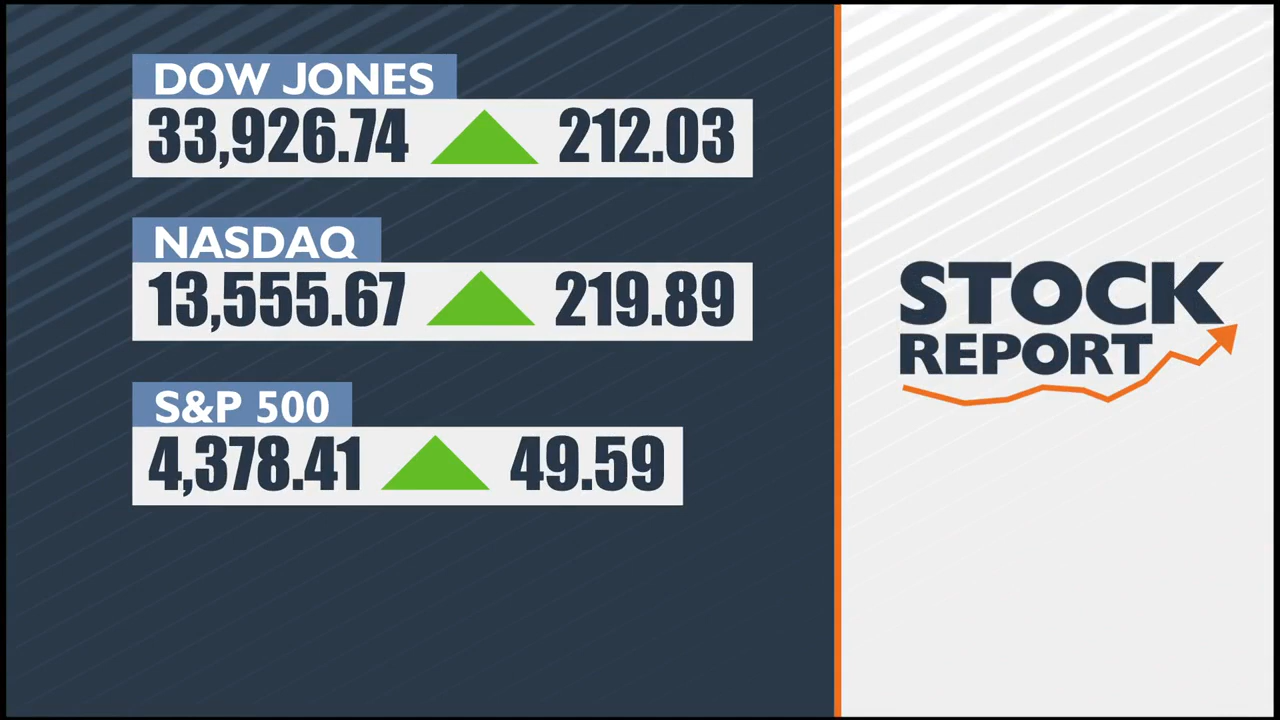 DOW JONES
33,926.74 212.03
NASDAQ
13,555.67 219.89
S&P 500
4,378.41 49.59
STOCK
REPORT